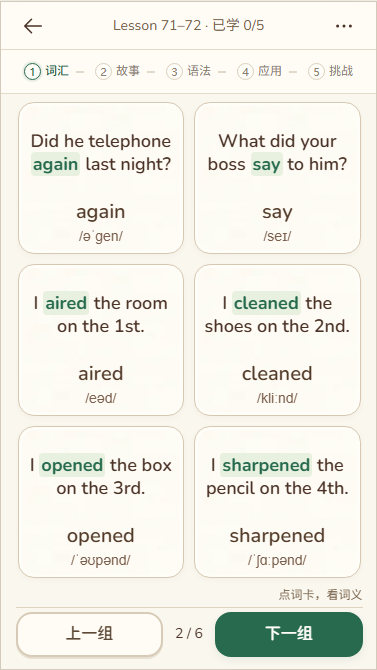 Lesson 71–72 · 已学 0/5
1 词汇 – 2 故事 – 3 语法 – 4 应用 – 5 挑战
Did he telephone
again last night?
again
/əˈgen/
What did your
boss say to him?
say
/seɪ/
I aired the room
on the 1st.
aired
/eəd/
I cleaned the
shoes on the 2nd.
cleaned
/kliːnd/
I opened the box
on the 3rd.
opened
/ˈəʊpənd/
I sharpened the
pencil on the 4th.
sharpened
/ˈʃɑːpənd/
点词卡，看词义
上一组
2 / 6
下一组